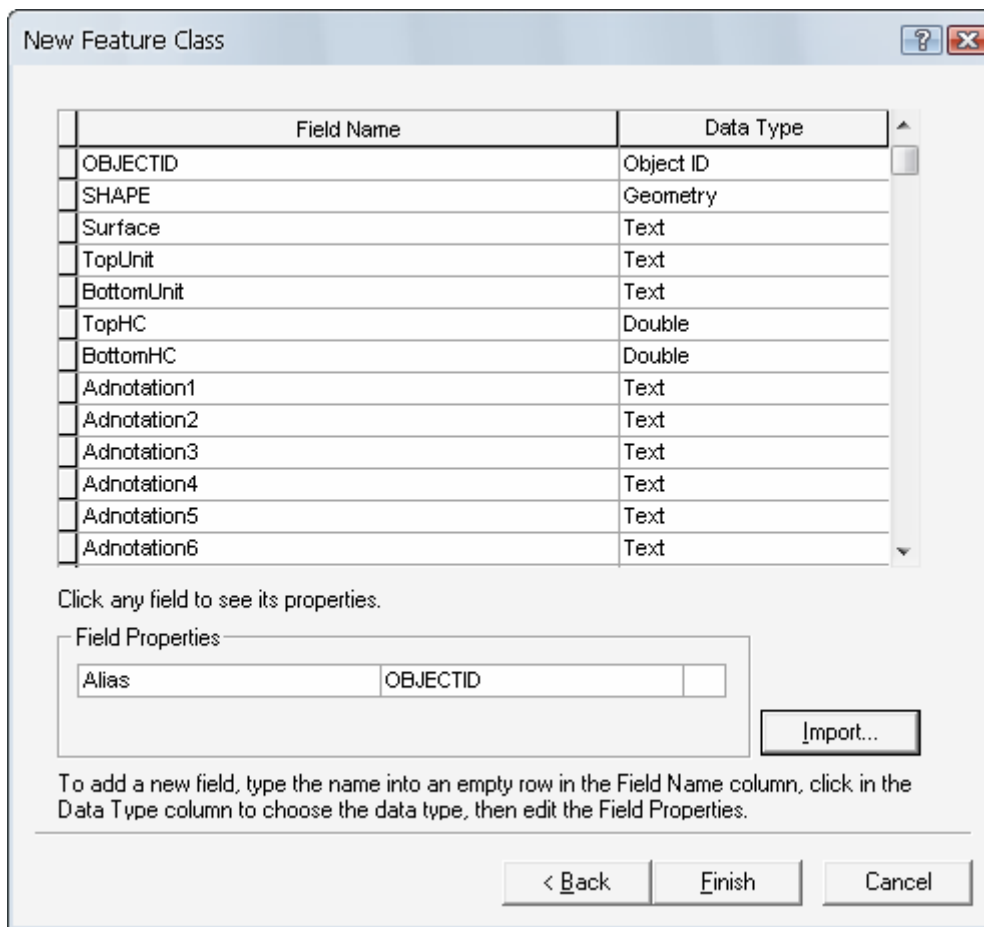 New Feature Class
Field Name Data Type
OBJECTID Object ID
SHAPE Geometry
Surface Text
TopUnit Text
BottomUnit Text
TopHC Double
BottomHC Double
Adnotation1 Text
Adnotation2 Text
Adnotation3 Text
Adnotation4 Text
Adnotation5 Text
Adnotation6 Text
Click any field to see its properties.
Field Properties
Alias OBJECTID
Import...
To add a new field, type the name into an empty row in the Field Name column, click in the
Data Type column to choose the data type, then edit the Field Properties.
< Back Finish Cancel